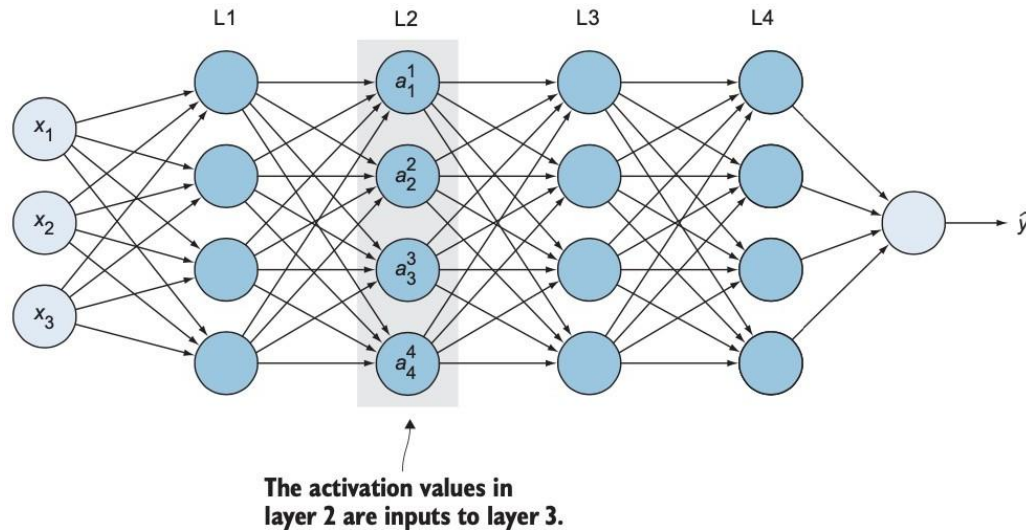 L1 L2 L3 L4
a₁¹
x₁
a₂²
x₂
ŷ
a₃³
x₃
a₄⁴
The activation values in
layer 2 are inputs to layer 3.